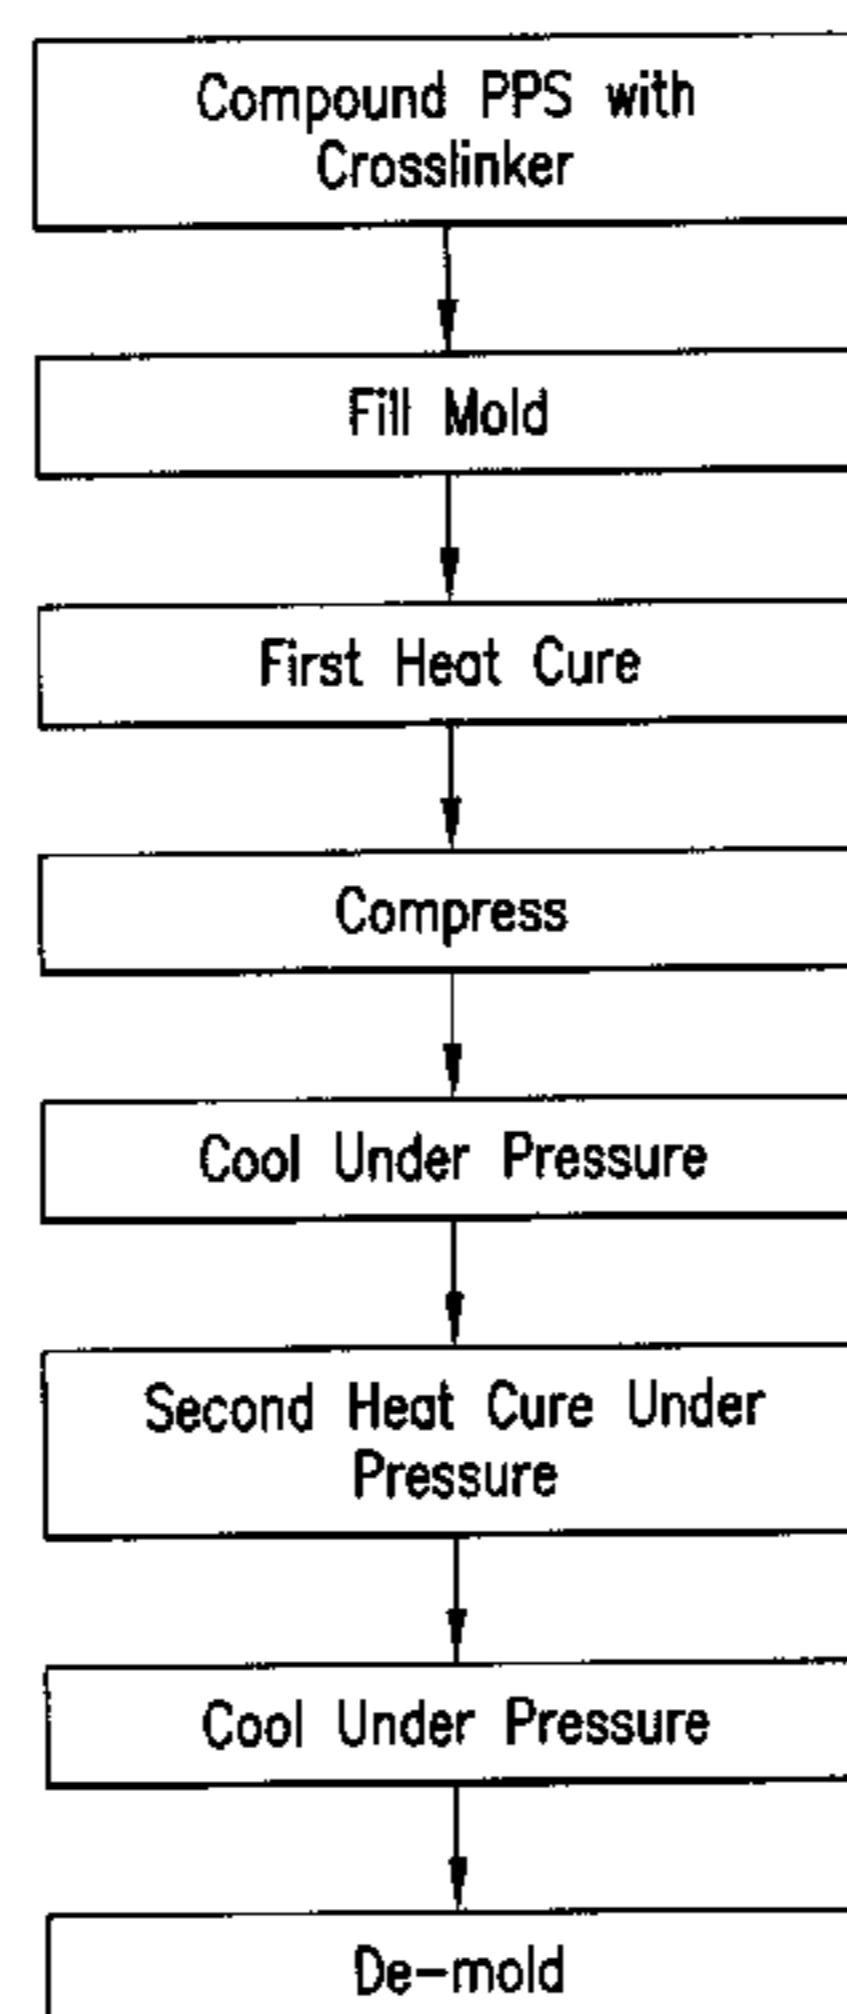 Compound PPS with
Crosslinker
Fill Mold
First Heat Cure
Compress
Cool Under Pressure
Second Heat Cure Under
Pressure
Cool Under Pressure
De-mold